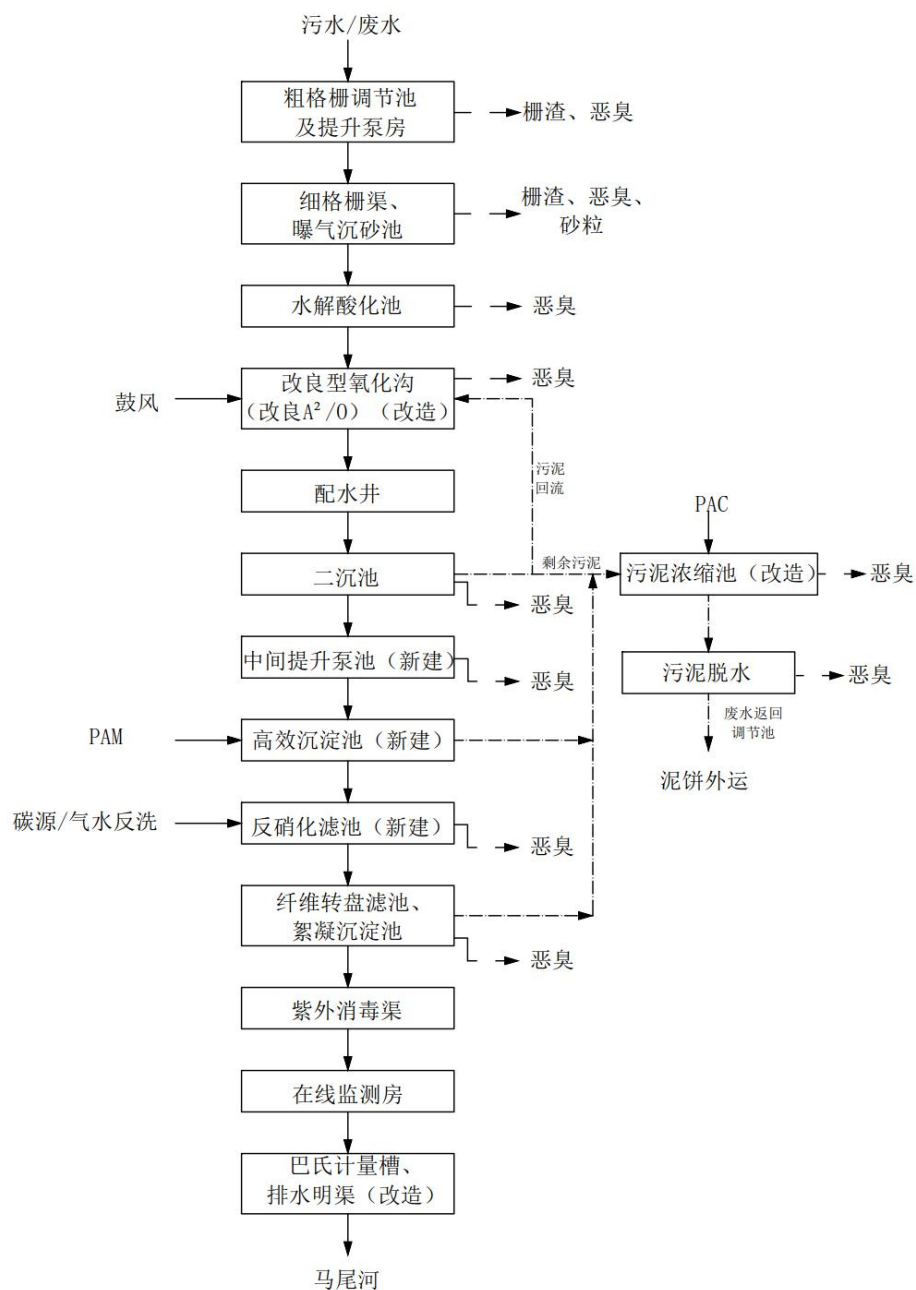 污水/废水
粗格栅调节池
及提升泵房
栅渣、恶臭
细格栅渠、
曝气沉砂池
栅渣、恶臭、
砂粒
水解酸化池
恶臭
鼓风
改良型氧化沟
（改良A²/O）（改造）
恶臭
污泥
回流
配水井
PAC
二沉池
剩余污泥
污泥浓缩池（改造）
恶臭
恶臭
中间提升泵池（新建）
恶臭
污泥脱水
恶臭
废水返回
调节池
PAM
高效沉淀池（新建）
泥饼外运
碳源/气水反洗
反硝化滤池（新建）
恶臭
纤维转盘滤池、
絮凝沉淀池
恶臭
紫外消毒渠
在线监测房
巴氏计量槽、
排水明渠（改造）
马尾河